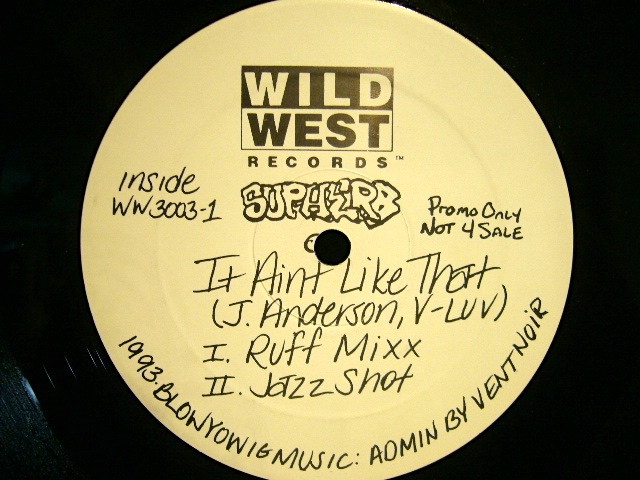 WILD
WEST
RECORDS™
inside
WW3003-1
SUPHERB
Promo Only
Not 4 Sale
It Aint Like That
(J. Anderson, V-Luv)
I. Ruff Mixx
II. Jazz Shot
1993. BLOWYOWIG MUSIC: ADMIN BY VENT NOIR